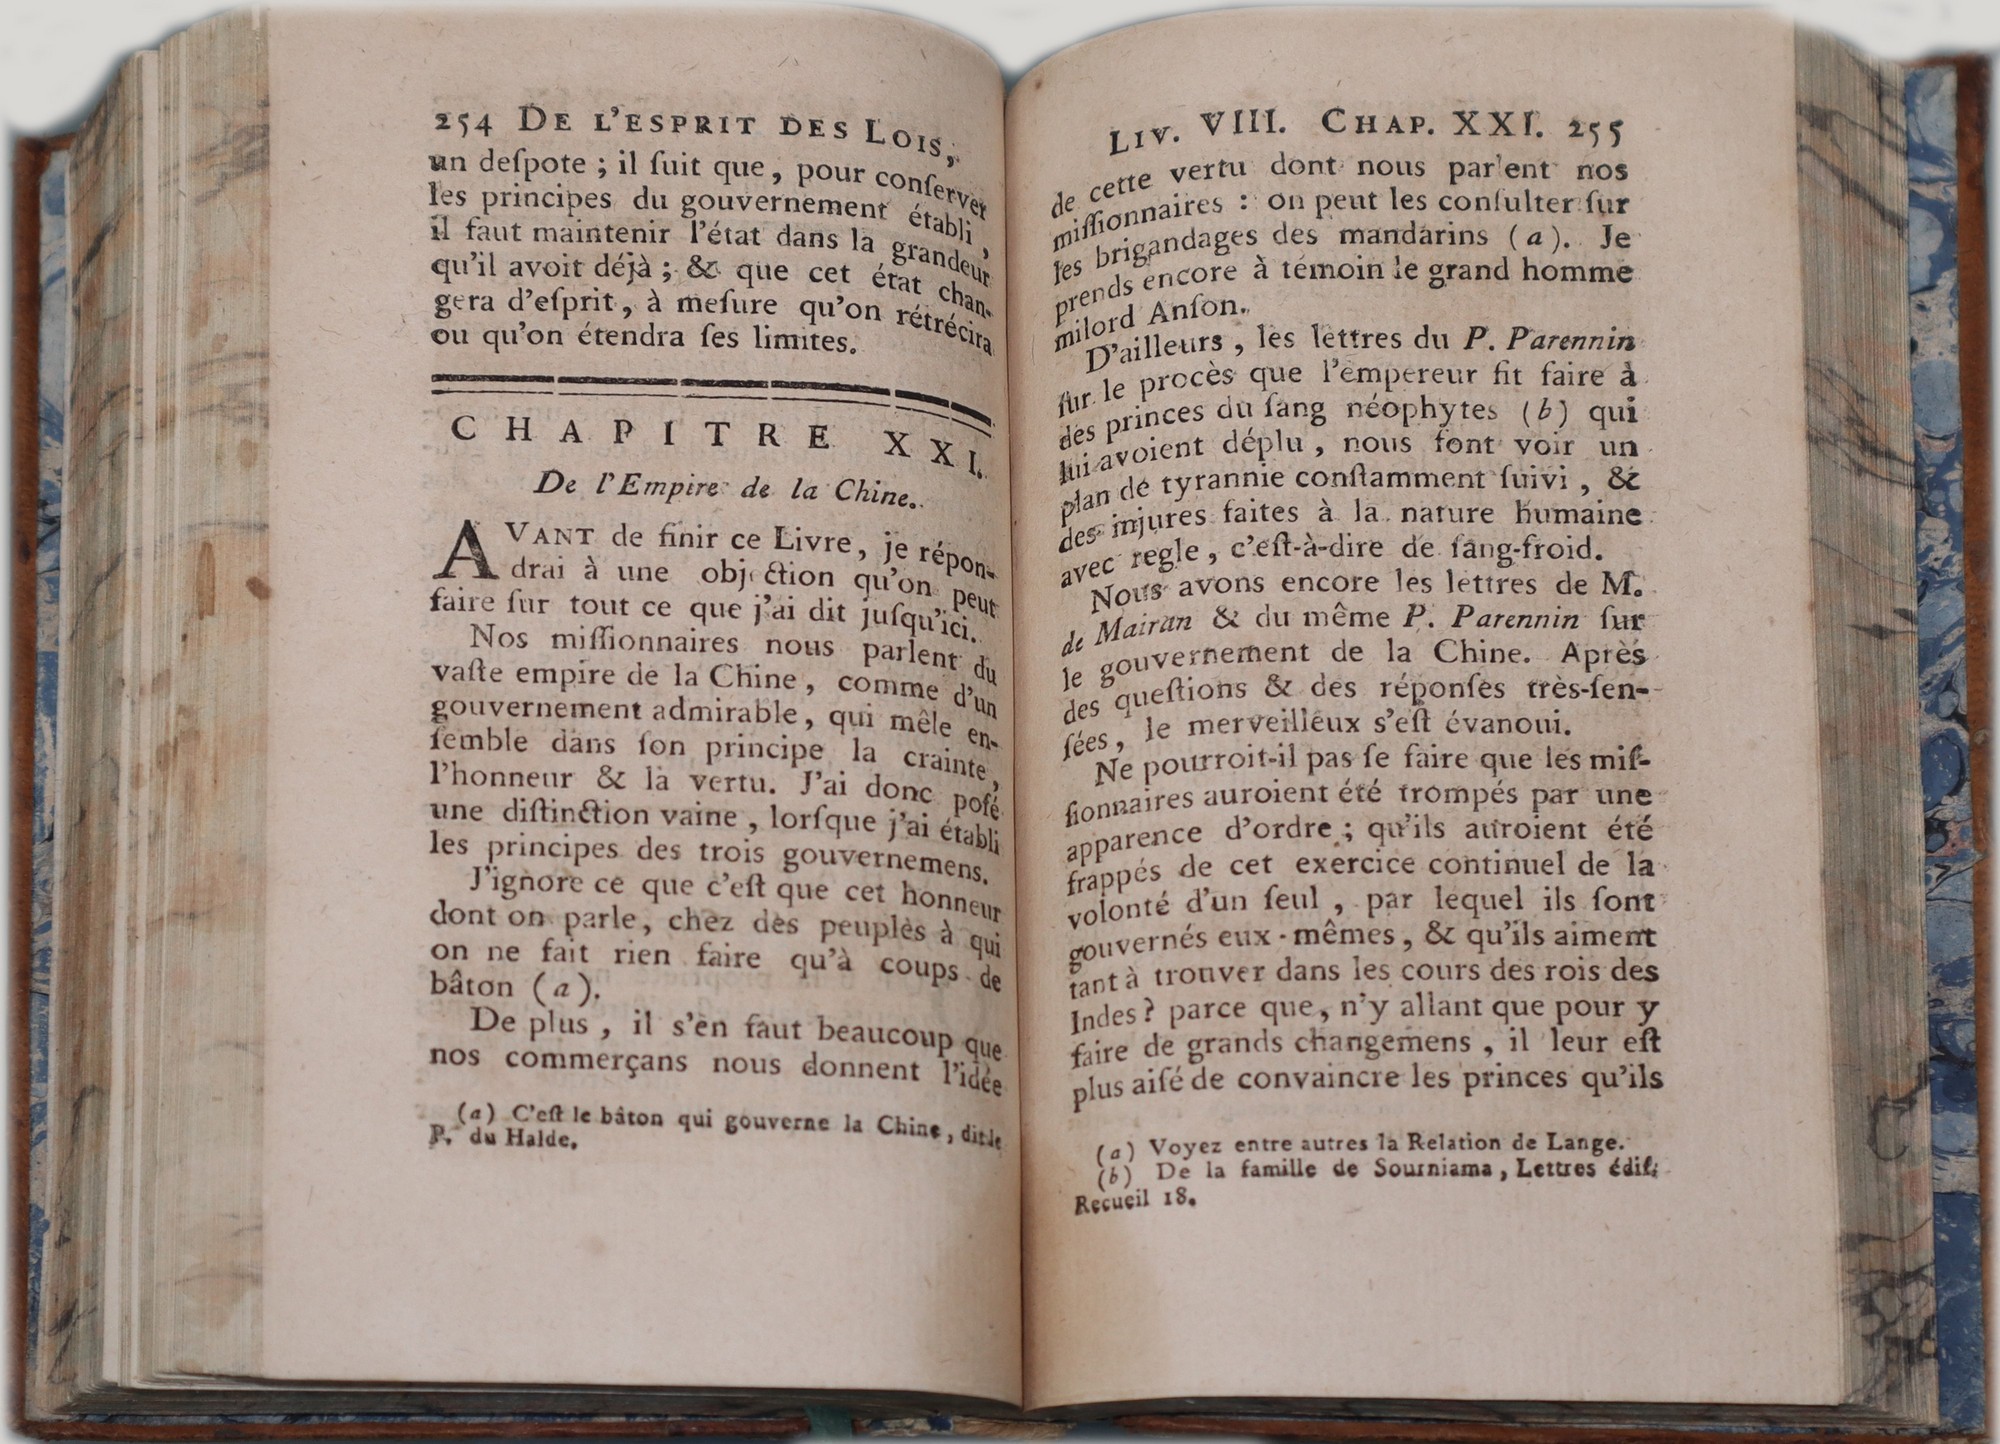 254 DE L'ESPRIT DES LOIS,
un deſpote ; il ſuit que, pour conſerver
les principes du gouvernement établi,
il faut maintenir l'état dans la grandeur
qu'il avoit déjà ; & que cet état chan-
gera d'eſprit, à meſure qu'on rétrécira
ou qu'on étendra ſes limites.
CHAPITRE XXI.
De l'Empire de la Chine.
AVANT de finir ce Livre, je répon-
drai à une objection qu'on peut
faire ſur tout ce que j'ai dit juſqu'ici.
Nos miſſionnaires nous parlent du
vaſte empire de la Chine, comme d'un
gouvernement admirable, qui mêle en-
ſemble dans ſon principe la crainte,
l'honneur & la vertu. J'ai donc poſé
une diſtinction vaine, lorſque j'ai établi
les principes des trois gouvernemens.
J'ignore ce que c'eſt que cet honneur
dont on parle, chez des peuples à qui
on ne fait rien faire qu'à coups de
bâton (a).
De plus, il s'en faut beaucoup que
nos commerçans nous donnent l'idée
(a) C'eſt le bâton qui gouverne la Chine, dit le
P. du Halde.
LIV. VIII. CHAP. XXI. 255
de cette vertu dont nous parlent nos
miſſionnaires : on peut les conſulter ſur
les brigandages des mandarins (a). Je
prends encore à témoin le grand homme
milord Anſon.
D'ailleurs, les lettres du P. Parennin
ſur le procès que l'empereur fit faire à
des princes du ſang néophytes (b) qui
lui avoient déplu, nous font voir un
plan de tyrannie conſtamment ſuivi, &
des injures faites à la nature humaine
avec regle, c'eſt-à-dire de ſang-froid.
Nous avons encore les lettres de M.
de Mairan & du même P. Parennin ſur
le gouvernement de la Chine. Après
des queſtions & des réponſes très-ſen-
ſées, le merveilleux s'eſt évanoui.
Ne pourroit-il pas ſe faire que les miſ-
ſionnaires auroient été trompés par une
apparence d'ordre ; qu'ils auroient été
frappés de cet exercice continuel de la
volonté d'un ſeul, par lequel ils ſont
gouvernés eux-mêmes, & qu'ils aiment
tant à trouver dans les cours des rois des
Indes ? parce que, n'y allant que pour y
faire de grands changemens, il leur eſt
plus aiſé de convaincre les princes qu'ils
(a) Voyez entre autres la Relation de Lange.
(b) De la famille de Sourniama, Lettres édif.
Recueil 18.